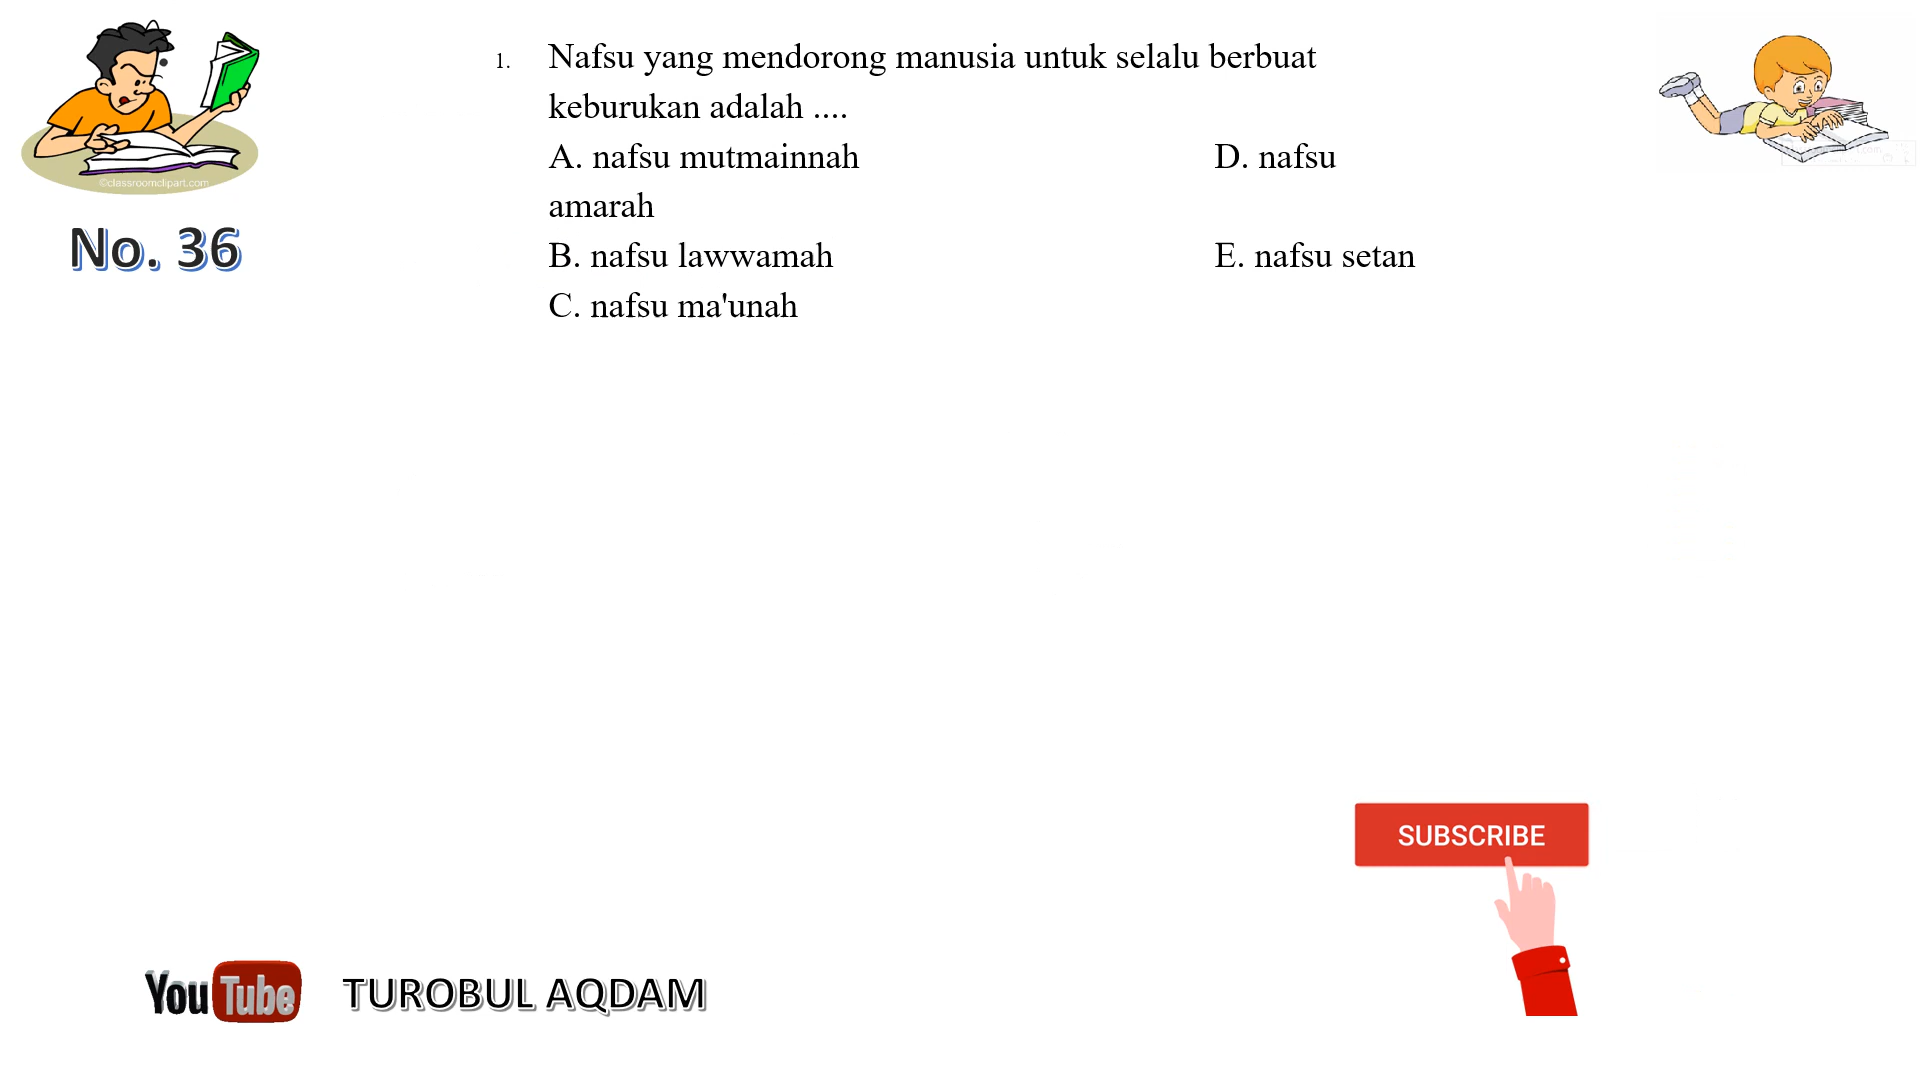 1. Nafsu yang mendorong manusia untuk selalu berbuat
keburukan adalah ....
A. nafsu mutmainnah D. nafsu
amarah
B. nafsu lawwamah E. nafsu setan
C. nafsu ma'unah
©classroomclipart.com
No. 36
SUBSCRIBE
YouTube TUROBUL AQDAM